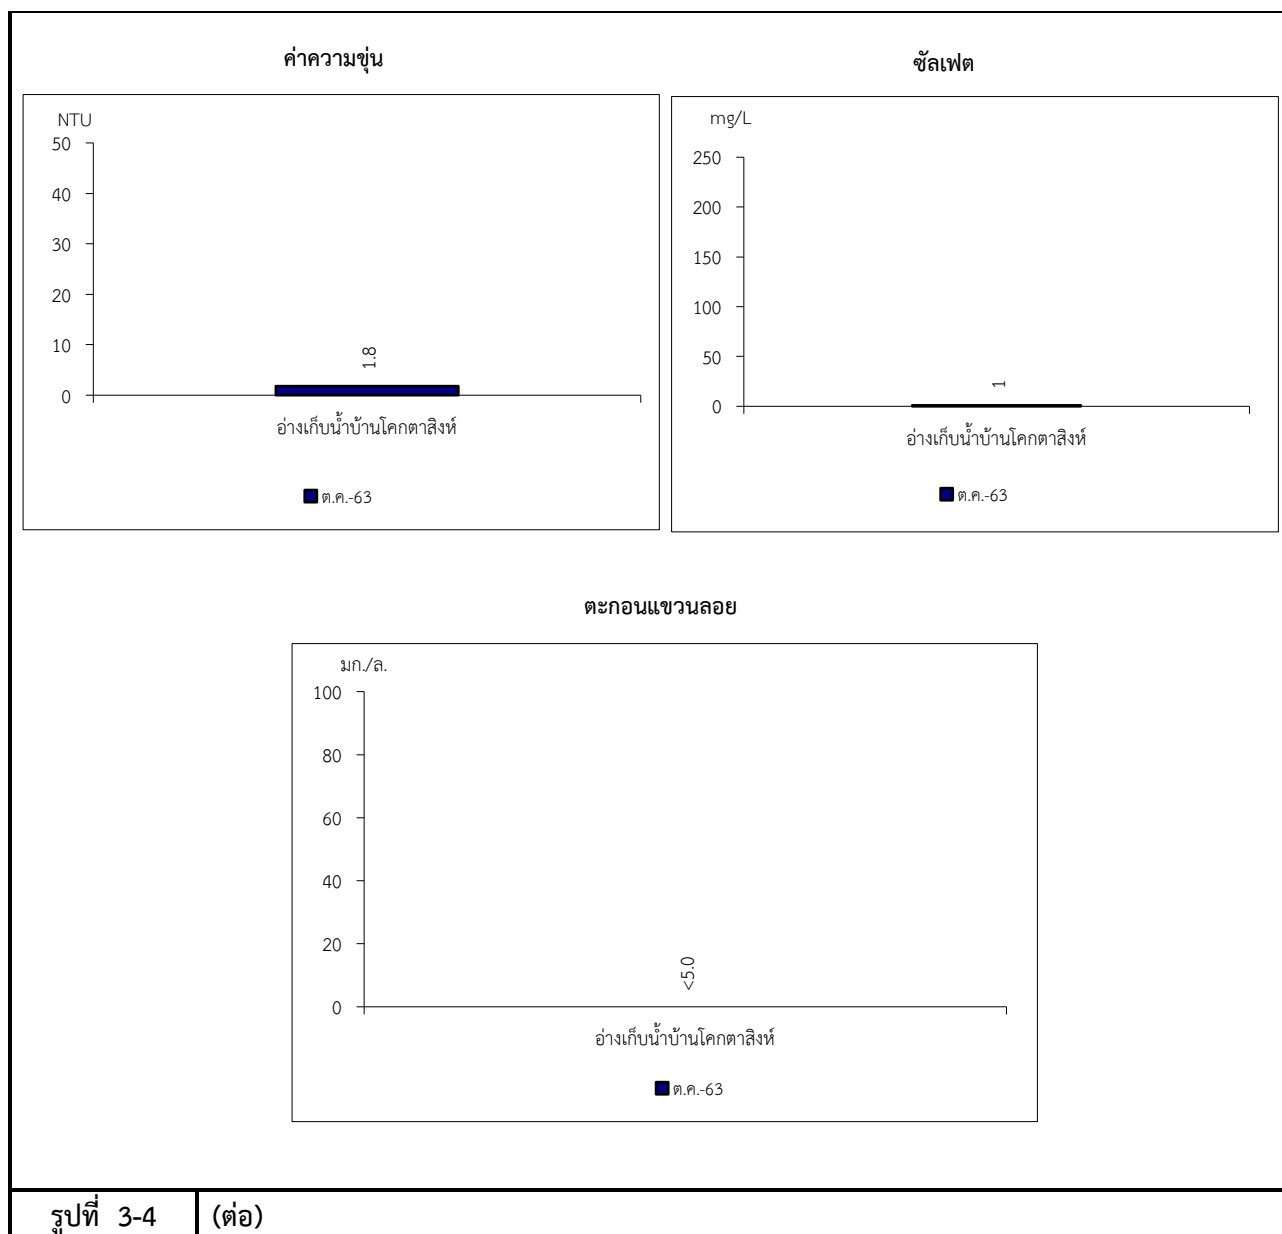 ค่าความขุ่น
NTU
50
40
30
20
10
0
1.8
อ่างเก็บน้ำบ้านโคกตาสิงห์
ต.ค.-63
ซัลเฟต
mg/L
250
200
150
100
50
0
1
อ่างเก็บน้ำบ้านโคกตาสิงห์
ต.ค.-63
ตะกอนแขวนลอย
มก./ล.
100
80
60
40
20
0
<5.0
อ่างเก็บน้ำบ้านโคกตาสิงห์
ต.ค.-63
รูปที่ 3-4 (ต่อ)